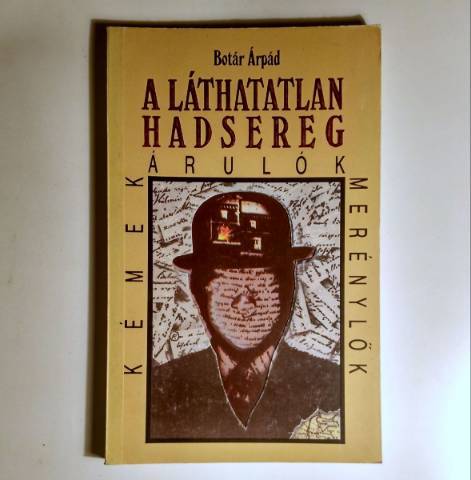 Botár Árpád
A LÁTHATATLAN
HADSEREG
KÉMEK
ÁRULÓK
MERÉNYLŐK